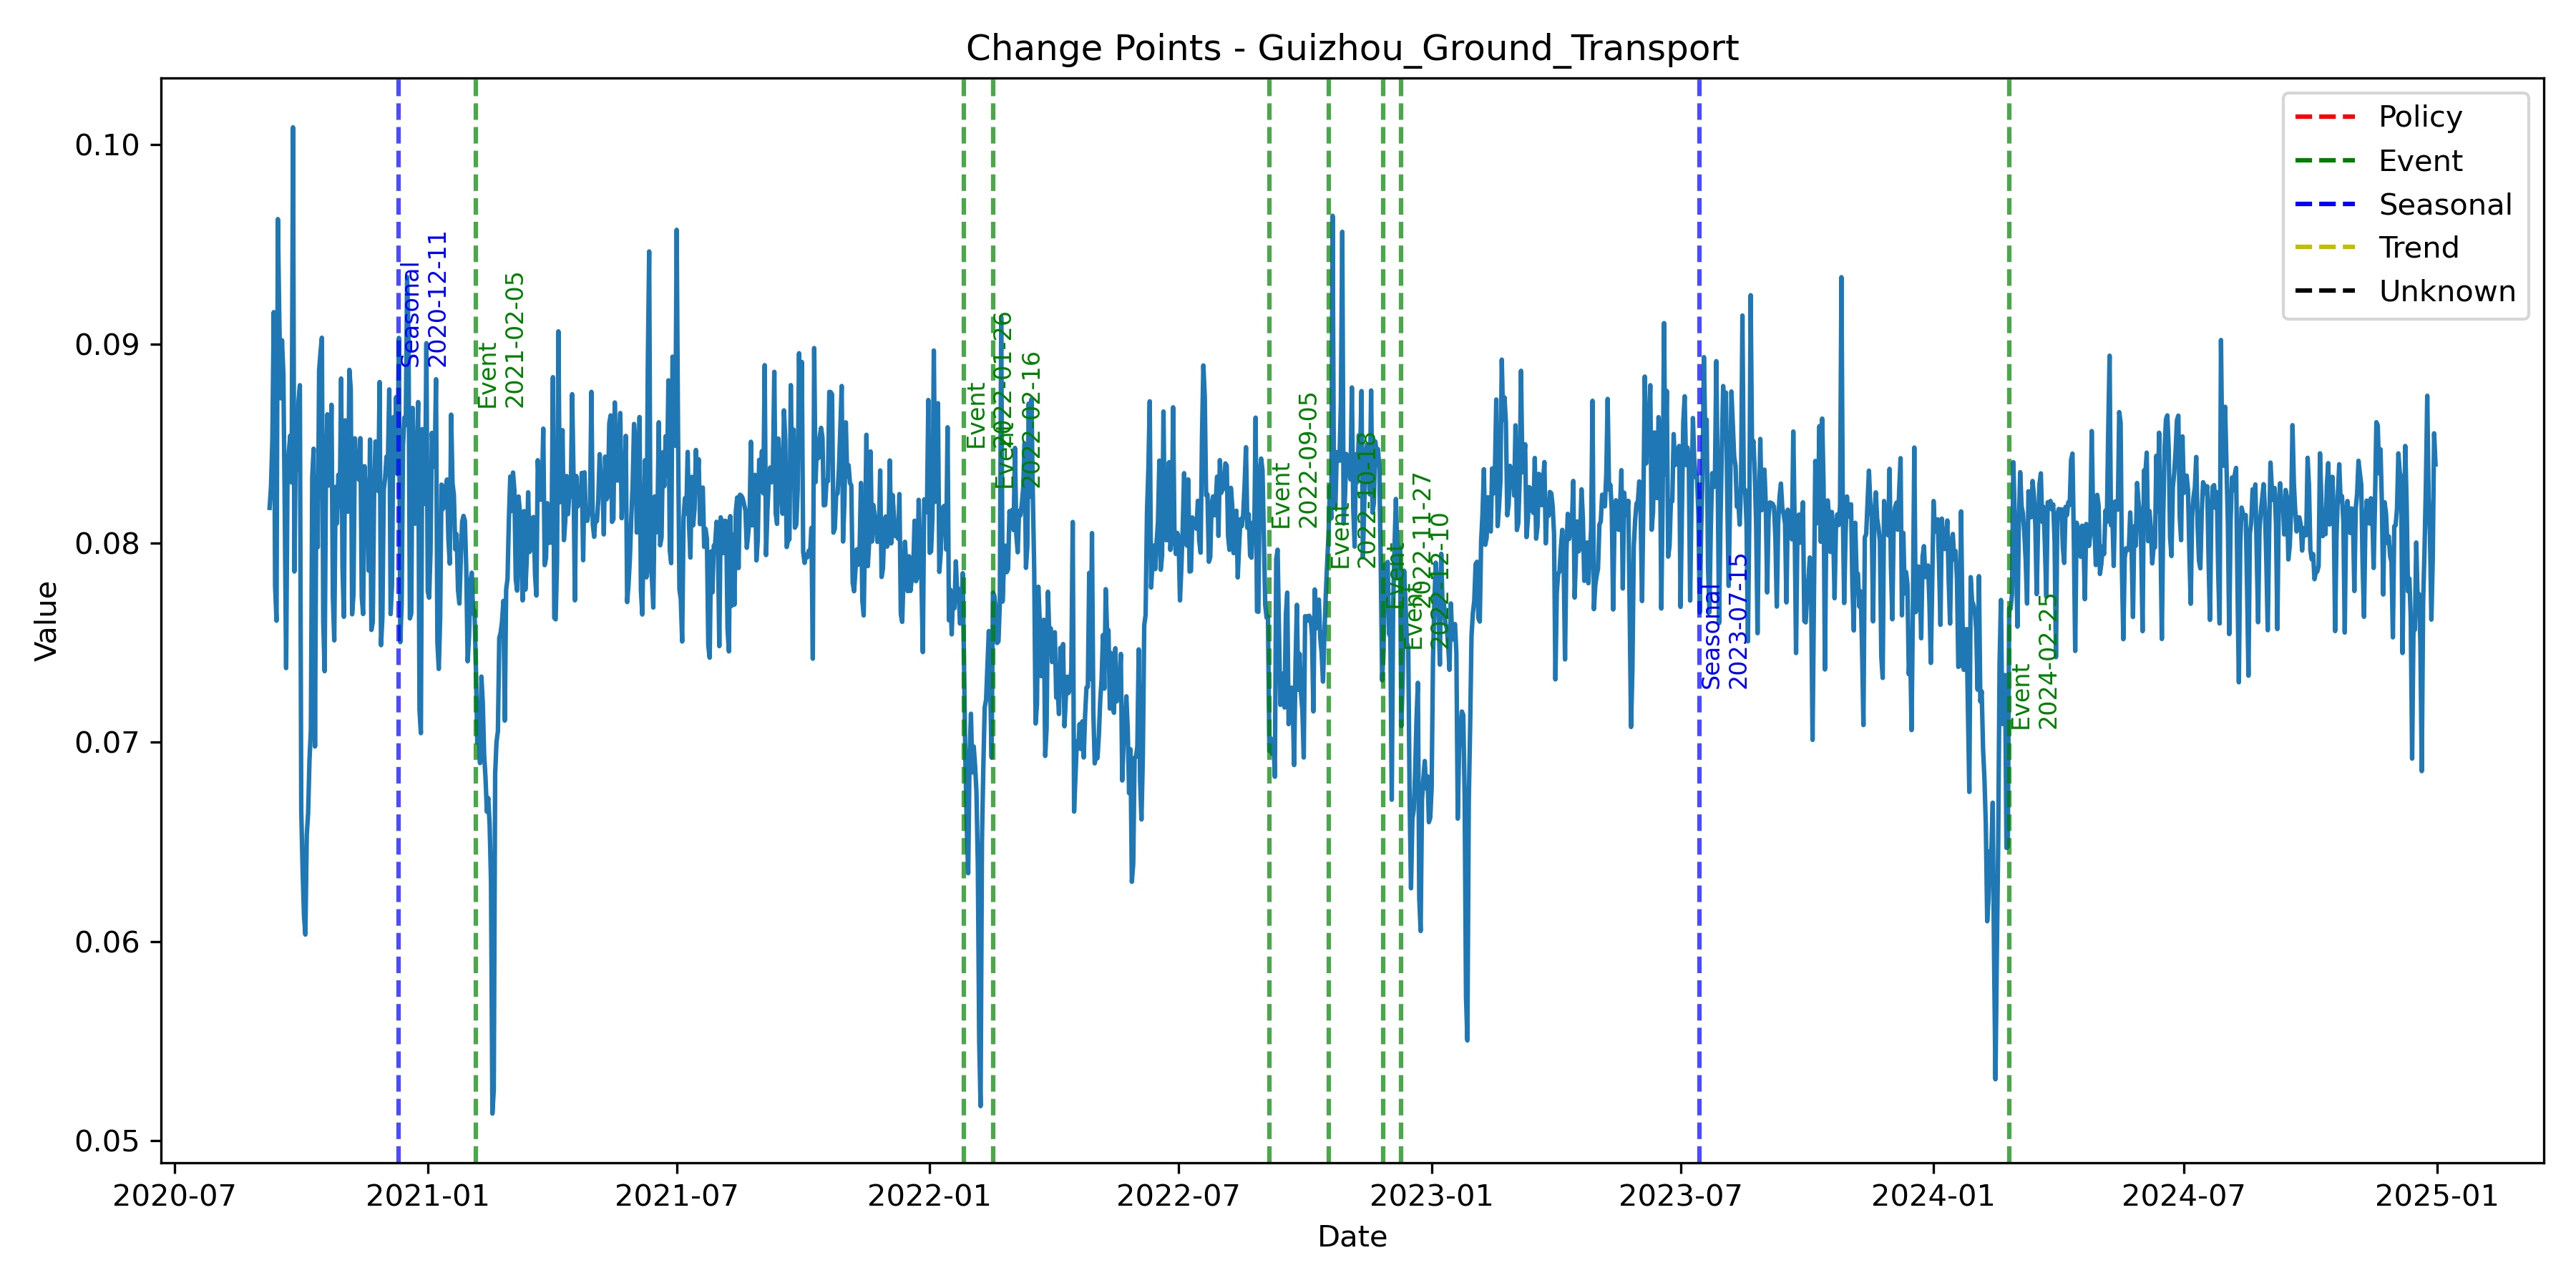 Change Points - Guizhou_Ground_Transport
Value
0.10
0.09
0.08
0.07
0.06
0.05
Policy
Event
Seasonal
Trend
Unknown
Seasonal
2020-12-11
Event
2021-02-05
Event
2022-01-26
Event
2022-02-16
Event
2022-09-05
Event
2022-10-18
Event
2022-11-27
Event
2022-12-10
Seasonal
2023-07-15
Event
2024-02-25
2020-07
2021-01
2021-07
2022-01
2022-07
2023-01
2023-07
2024-01
2024-07
2025-01
Date